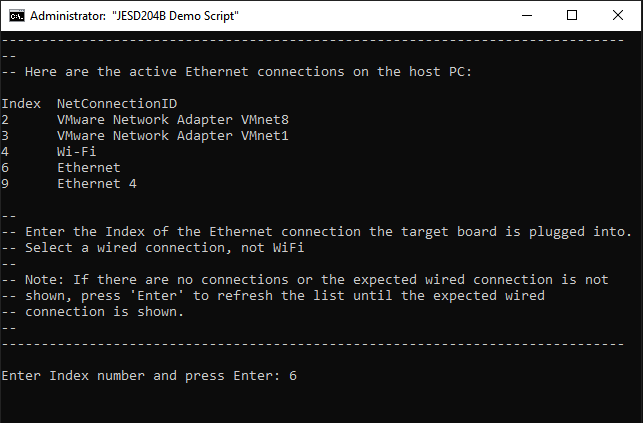 Administrator: "JESD204B Demo Script"
------------------------------------------------------------------------------
--
-- Here are the active Ethernet connections on the host PC:
Index  NetConnectionID
2      VMware Network Adapter VMnet8
3      VMware Network Adapter VMnet1
4      Wi-Fi
6      Ethernet
9      Ethernet 4
--
-- Enter the Index of the Ethernet connection the target board is plugged into.
-- Select a wired connection, not WiFi
--
-- Note: If there are no connections or the expected wired connection is not
-- shown, press 'Enter' to refresh the list until the expected wired
-- connection is shown.
--
------------------------------------------------------------------------------
Enter Index number and press Enter: 6